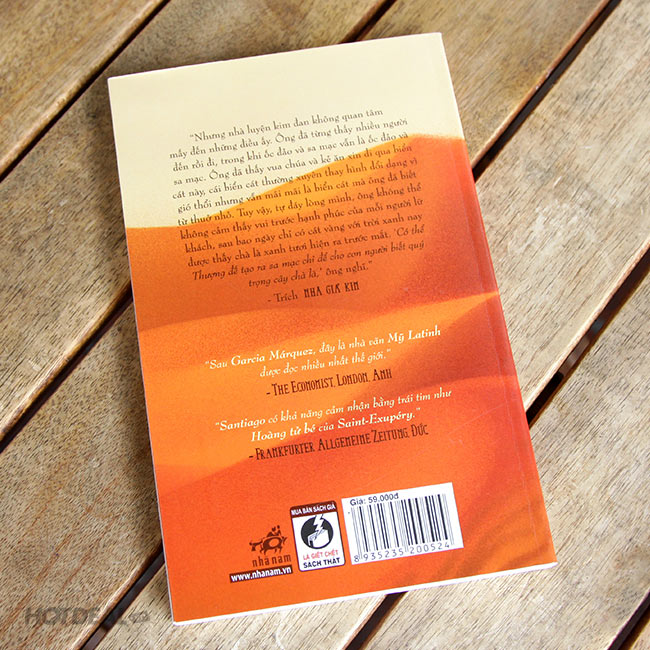 “Nhưng nhà luyện kim đan không quan tâm
mấy đến những điều ấy. Ông đã từng thấy nhiều người
đến rồi đi, trong khi ốc đảo và sa mạc vẫn là ốc đảo và
sa mạc. Ông đã thấy vua chúa và kẻ ăn xin đi qua biển
cát này, cái biển cát thường xuyên thay hình đổi dạng vì
gió thổi nhưng vẫn mãi mãi là biển cát mà ông đã biết
từ thuở nhỏ. Tuy vậy, tự đáy lòng mình, ông không thể
không cảm thấy vui trước hạnh phúc của mỗi người lữ
khách, sau bao ngày chỉ có cát vàng với trời xanh nay
được thấy chà là xanh tươi hiện ra trước mắt. ‘Có thể
Thượng đế tạo ra sa mạc chỉ để cho con người biết quý
trọng cây chà là,’ ông nghĩ.”
- Trích NHÀ GIẢ KIM
“Sau Garcia Márquez, đây là nhà văn Mỹ Latinh
được đọc nhiều nhất thế giới.”
- THE ECONOMIST, LONDON, ANH
“Santiago có khả năng cảm nhận bằng trái tim như
Hoàng tử bé của Saint-Exupéry.”
- FRANKFURTER ALLGEMEINE ZEITUNG, ĐỨC
nhã nam
www.nhanam.vn
MUA BÁN SÁCH GIẢ
LÀ GIẾT CHẾT
SÁCH THẬT
Giá: 59.000đ
8935235200524
HOTDEAL.vn